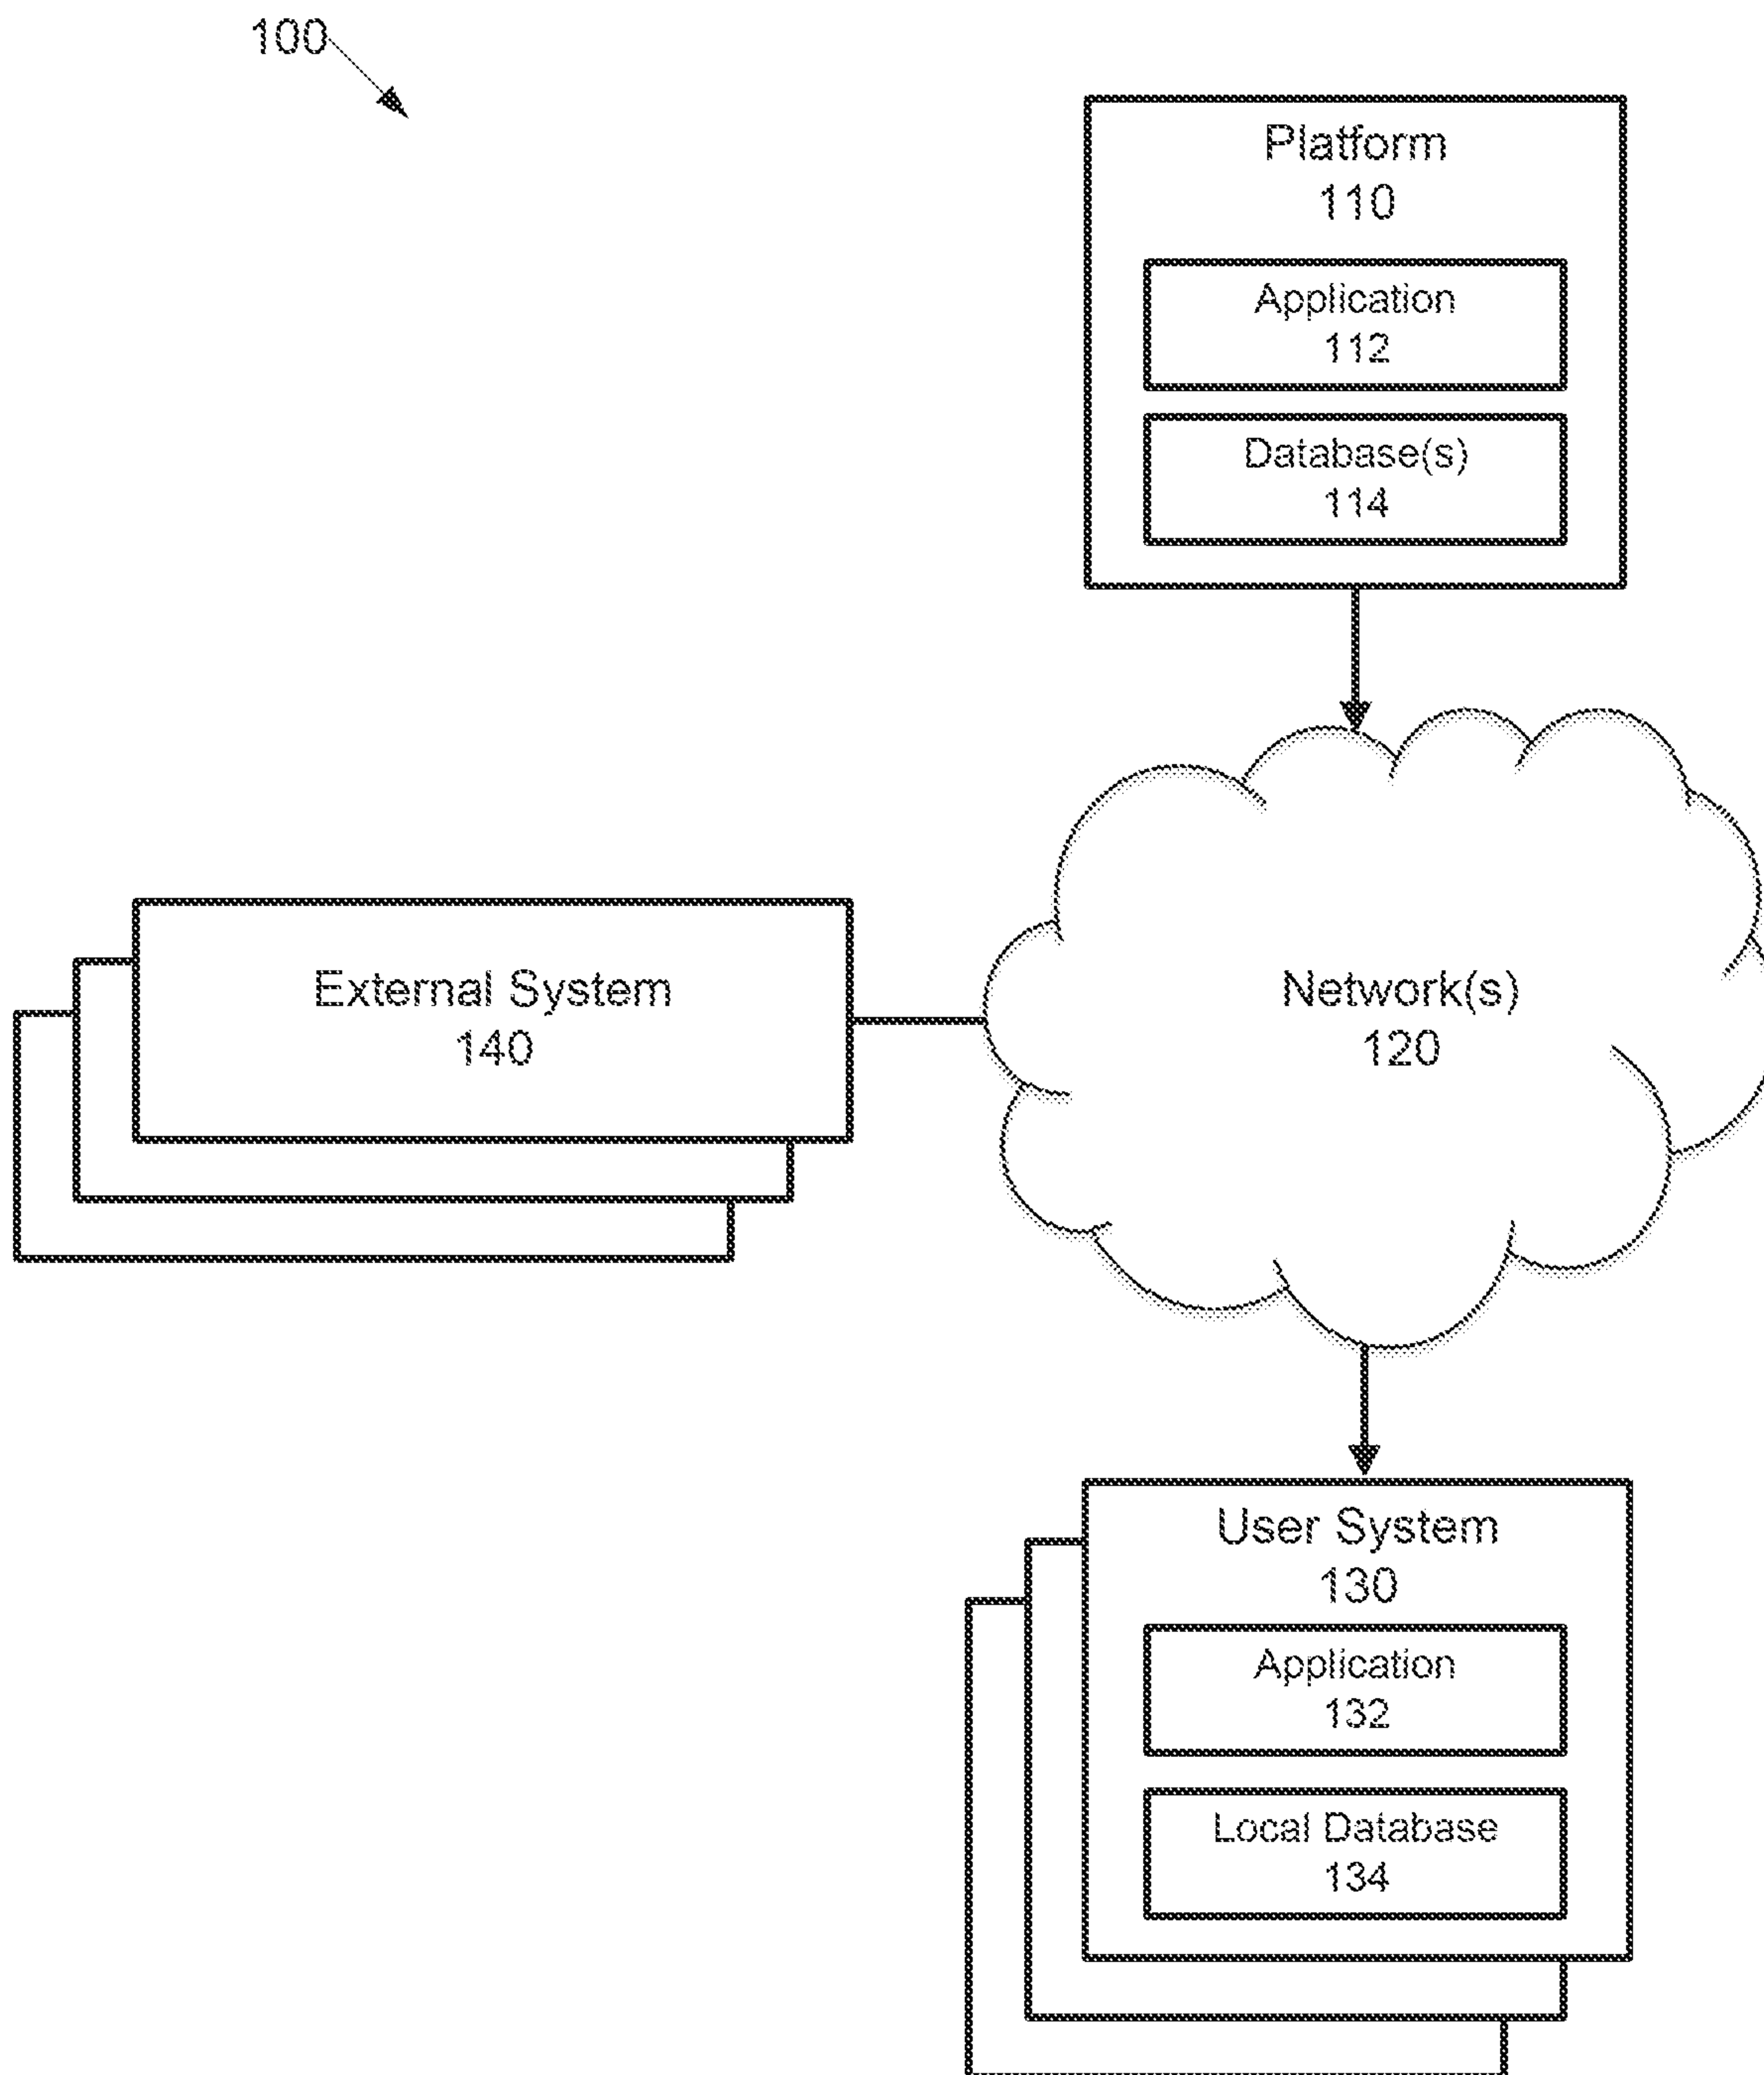 100
Platform
110
Application
112
Database(s)
114
External System
140
Network(s)
120
User System
130
Application
132
Local Database
134